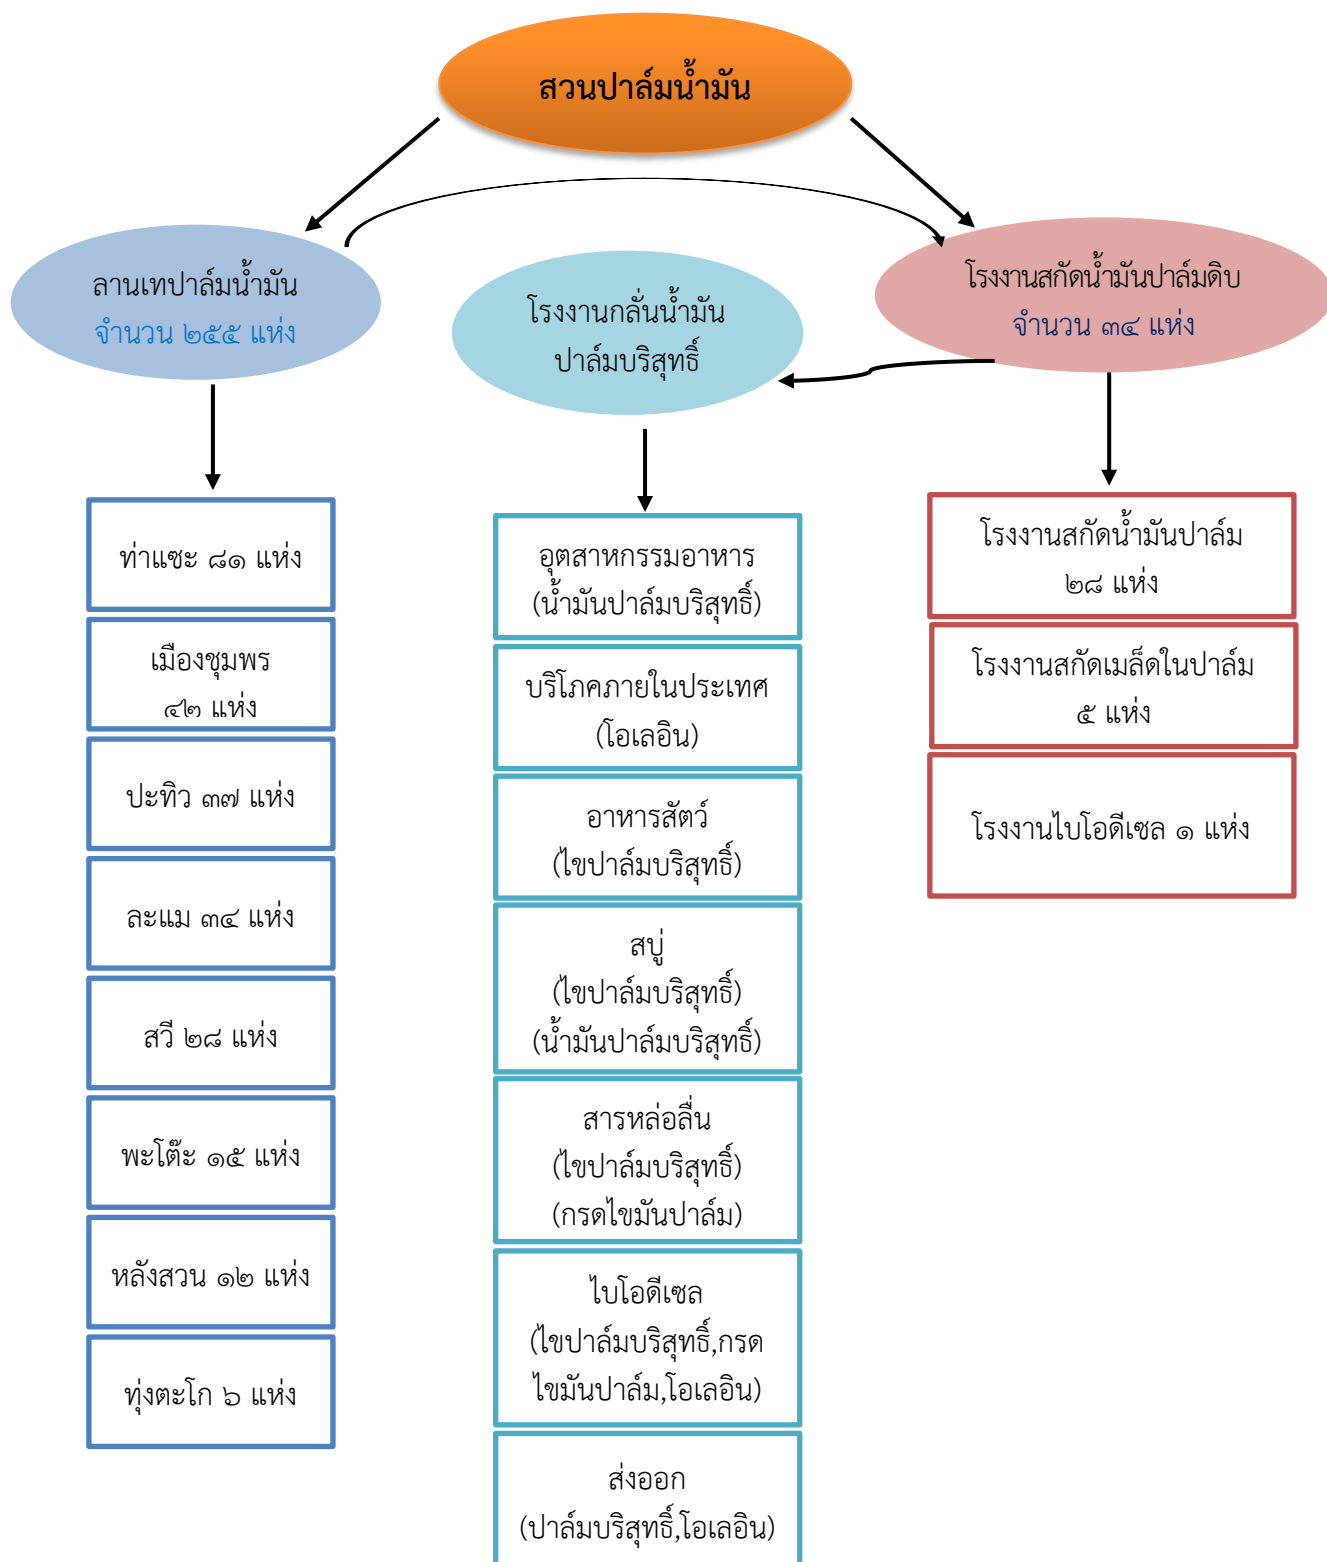 สวนปาล์มน้ำมัน
ลานเทปาล์มน้ำมัน
จำนวน ๒๕๕ แห่ง
โรงงานกลั่นน้ำมัน
ปาล์มบริสุทธิ์
โรงงานสกัดน้ำมันปาล์มดิบ
จำนวน ๓๔ แห่ง
ท่าแซะ ๘๑ แห่ง
เมืองชุมพร
๔๒ แห่ง
ปะทิว ๓๗ แห่ง
ละแม ๓๔ แห่ง
สวี ๒๘ แห่ง
พะโต๊ะ ๑๕ แห่ง
หลังสวน ๑๒ แห่ง
ทุ่งตะโก ๖ แห่ง
อุตสาหกรรมอาหาร
(น้ำมันปาล์มบริสุทธิ์)
บริโภคภายในประเทศ
(โอเลอิน)
อาหารสัตว์
(ไขปาล์มบริสุทธิ์)
สบู่
(ไขปาล์มบริสุทธิ์)
(น้ำมันปาล์มบริสุทธิ์)
สารหล่อลื่น
(ไขปาล์มบริสุทธิ์)
(กรดไขมันปาล์ม)
ไบโอดีเซล
(ไขปาล์มบริสุทธิ์,กรด
ไขมันปาล์ม,โอเลอิน)
ส่งออก
(ปาล์มบริสุทธิ์,โอเลอิน)
โรงงานสกัดน้ำมันปาล์ม
๒๘ แห่ง
โรงงานสกัดเมล็ดในปาล์ม
๕ แห่ง
โรงงานไบโอดีเซล ๑ แห่ง